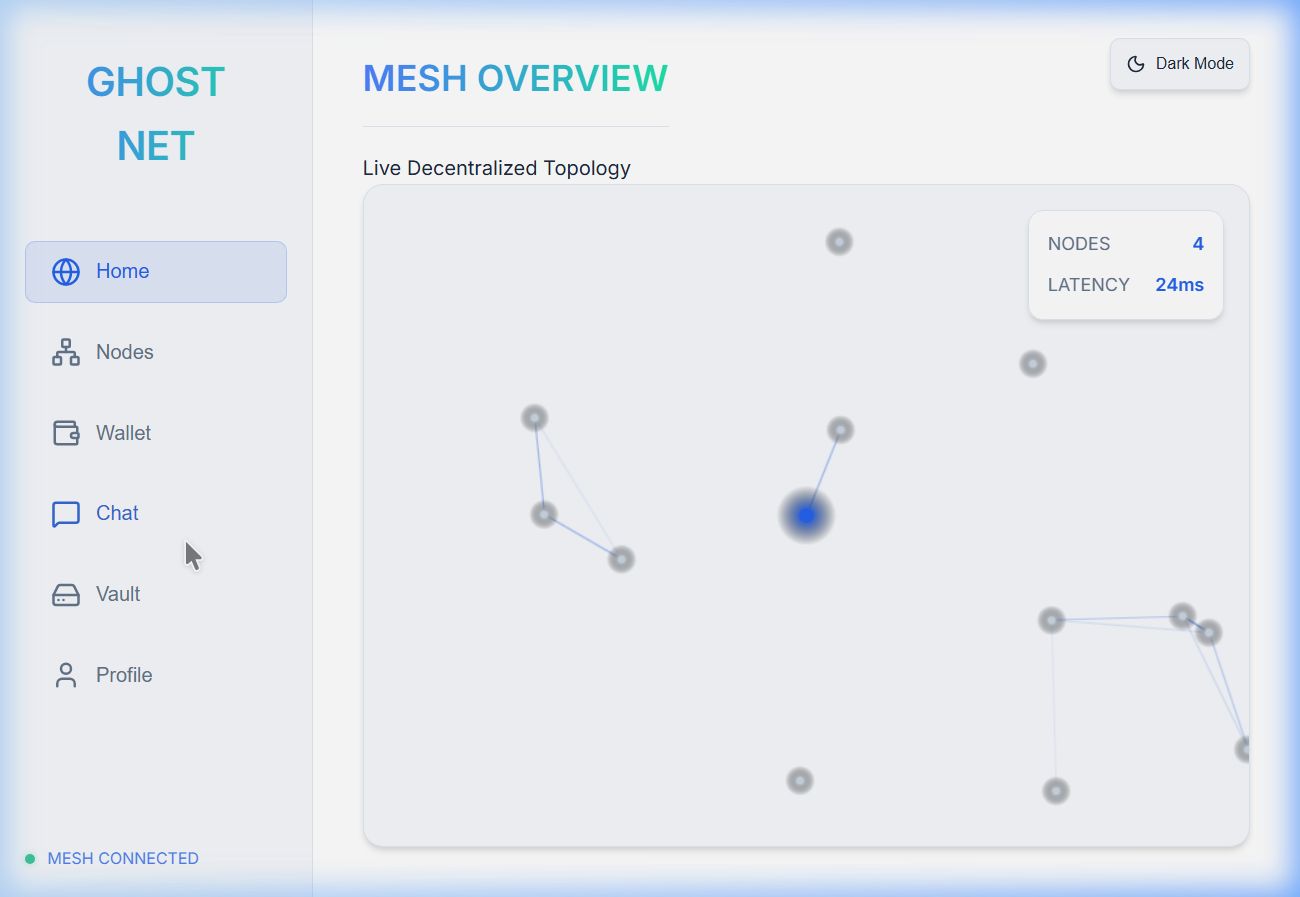 GHOST
NET
Home
Nodes
Wallet
Chat
Vault
Profile
MESH CONNECTED
MESH OVERVIEW
Dark Mode
Live Decentralized Topology
NODES 4
LATENCY 24ms